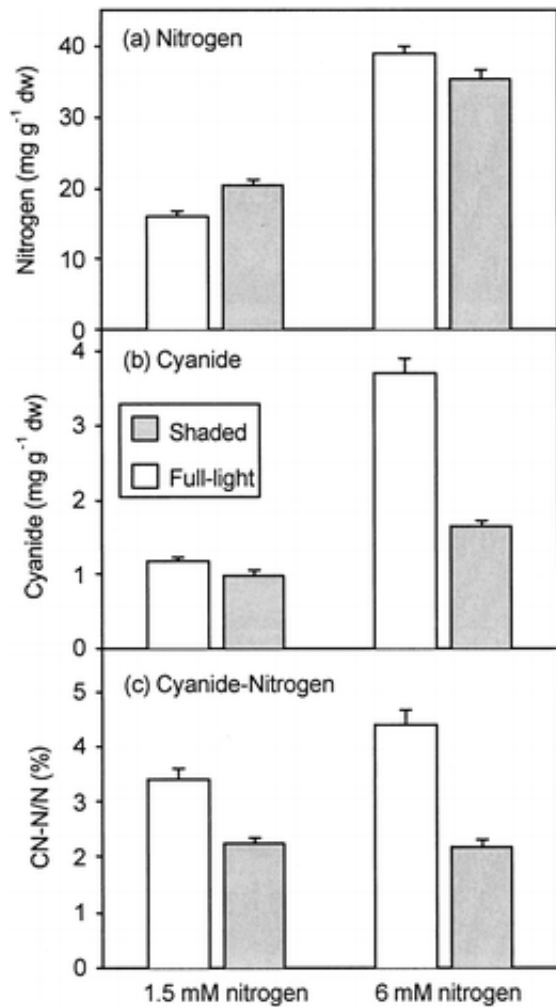 (a) Nitrogen
Nitrogen (mg g⁻¹ dw)
40
30
20
10
0
(b) Cyanide
Cyanide (mg g⁻¹ dw)
4
3
2
1
0
Shaded
Full-light
(c) Cyanide-Nitrogen
CN-N/N (%)
5
4
3
2
1
0
1.5 mM nitrogen
6 mM nitrogen